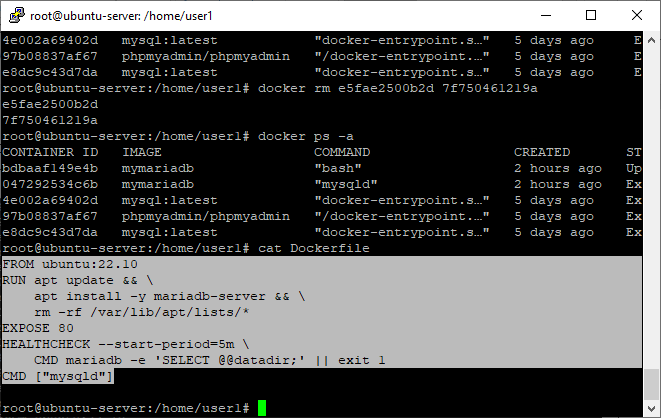 root@ubuntu-server: /home/user1
4e002a69402d   mysql:latest            "docker-entrypoint.s…"   5 days ago    E
97b08837af67   phpmyadmin/phpmyadmin   "/docker-entrypoint.…"   5 days ago    E
e8dc9c43d7da   mysql:latest            "docker-entrypoint.s…"   5 days ago    E
root@ubuntu-server:/home/user1# docker rm e5fae2500b2d 7f750461219a
e5fae2500b2d
7f750461219a
root@ubuntu-server:/home/user1# docker ps -a
CONTAINER ID   IMAGE                   COMMAND                  CREATED       ST
bdbaaf149e4b   mymariadb               "bash"                   2 hours ago   Up
047292534c6b   mymariadb               "mysqld"                 2 hours ago   Ex
4e002a69402d   mysql:latest            "docker-entrypoint.s…"   5 days ago    Ex
97b08837af67   phpmyadmin/phpmyadmin   "/docker-entrypoint.…"   5 days ago    Ex
e8dc9c43d7da   mysql:latest            "docker-entrypoint.s…"   5 days ago    Ex
root@ubuntu-server:/home/user1# cat Dockerfile
FROM ubuntu:22.10
RUN apt update && \
    apt install -y mariadb-server && \
    rm -rf /var/lib/apt/lists/*
EXPOSE 80
HEALTHCHECK --start-period=5m \
    CMD mariadb -e 'SELECT @@datadir;' || exit 1
CMD ["mysqld"]
root@ubuntu-server:/home/user1#